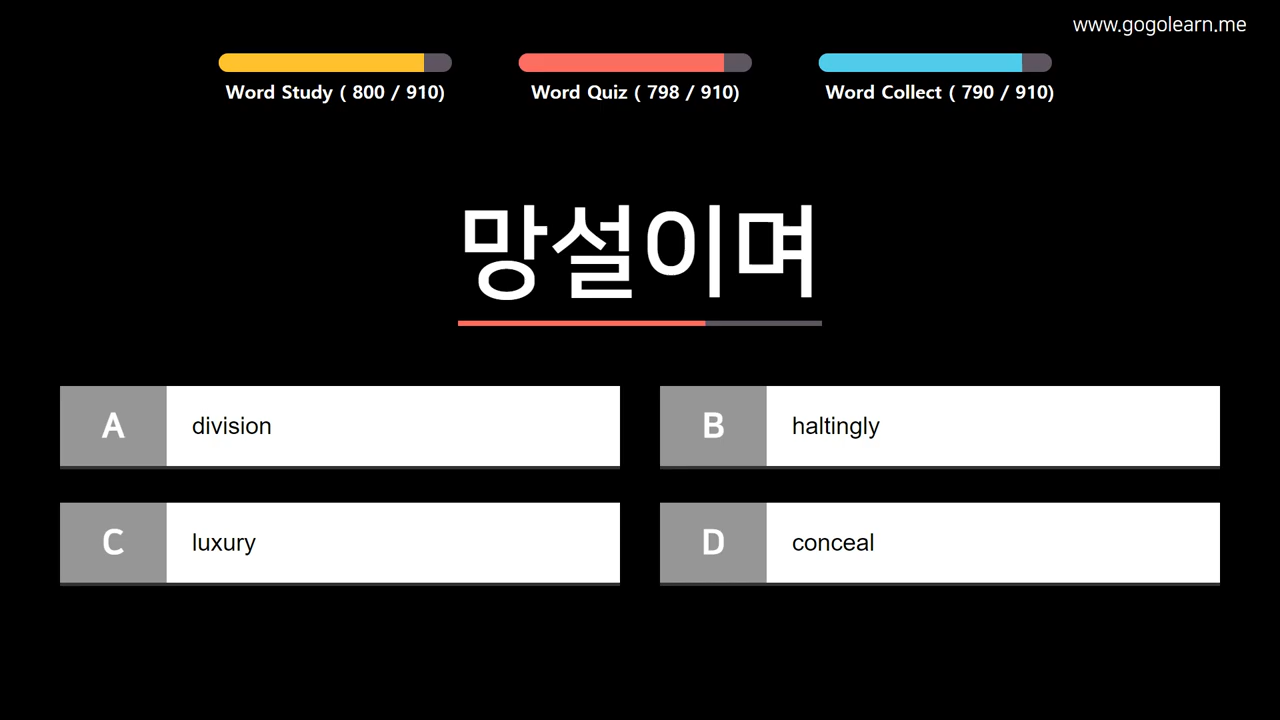 www.gogolearn.me
Word Study ( 800 / 910)
Word Quiz ( 798 / 910)
Word Collect ( 790 / 910)
망설이며
A division
B haltingly
C luxury
D conceal